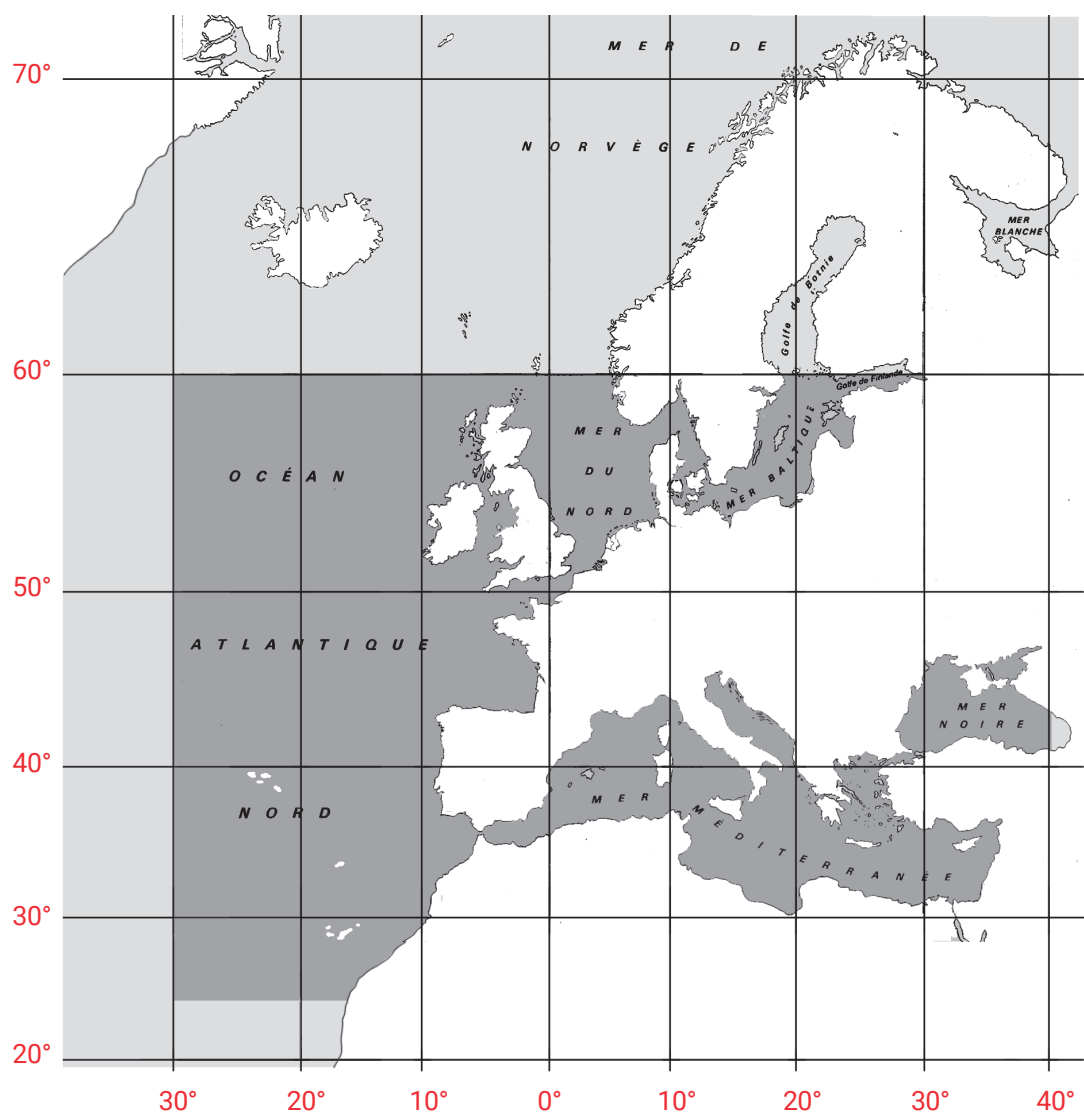 MER DE
70°
NORVÈGE
MER
BLANCHE
Golfe de Botnie
60°
Golfe de Finlande
MER
DU
NORD
MER BALTIQUE
OCÉAN
50°
ATLANTIQUE
MER
NOIRE
40°
NORD
MER MÉDITERRANÉE
30°
20°
30° 20° 10° 0° 10° 20° 30° 40°